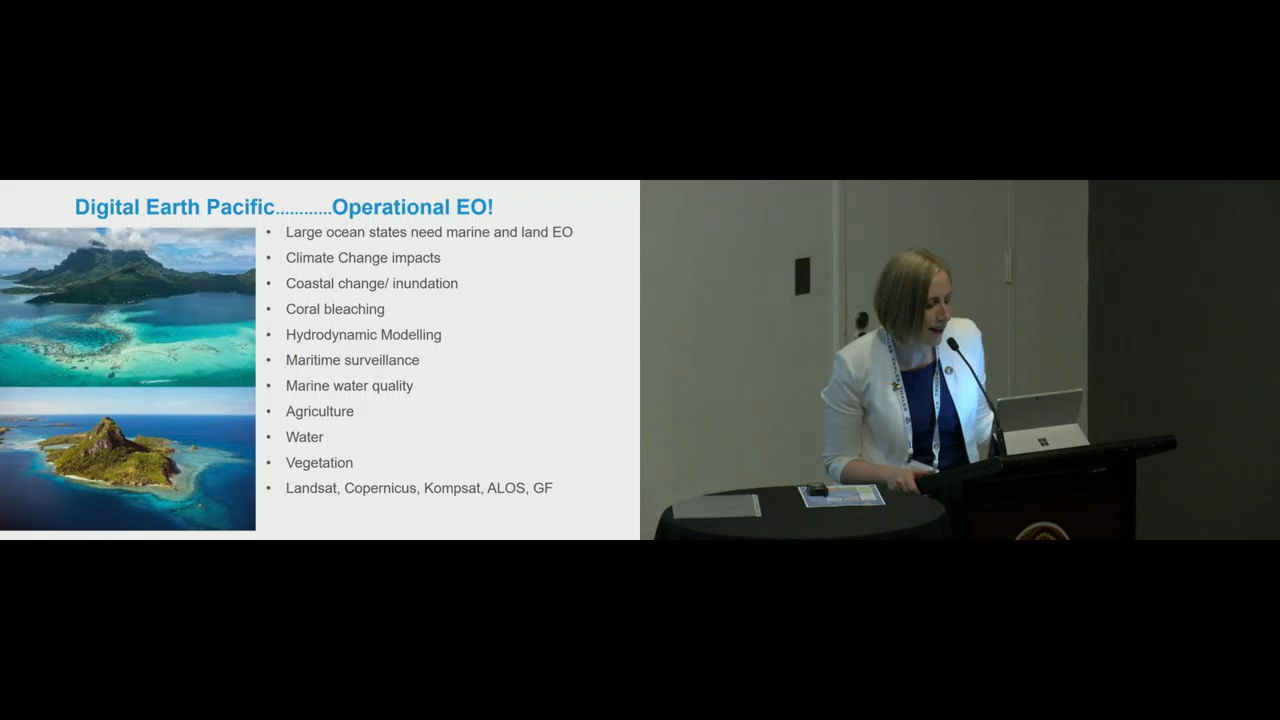 Digital Earth Pacific............Operational EO!
• Large ocean states need marine and land EO
• Climate Change impacts
• Coastal change/ inundation
• Coral bleaching
• Hydrodynamic Modelling
• Maritime surveillance
• Marine water quality
• Agriculture
• Water
• Vegetation
• Landsat, Copernicus, Kompsat, ALOS, GF
THALES